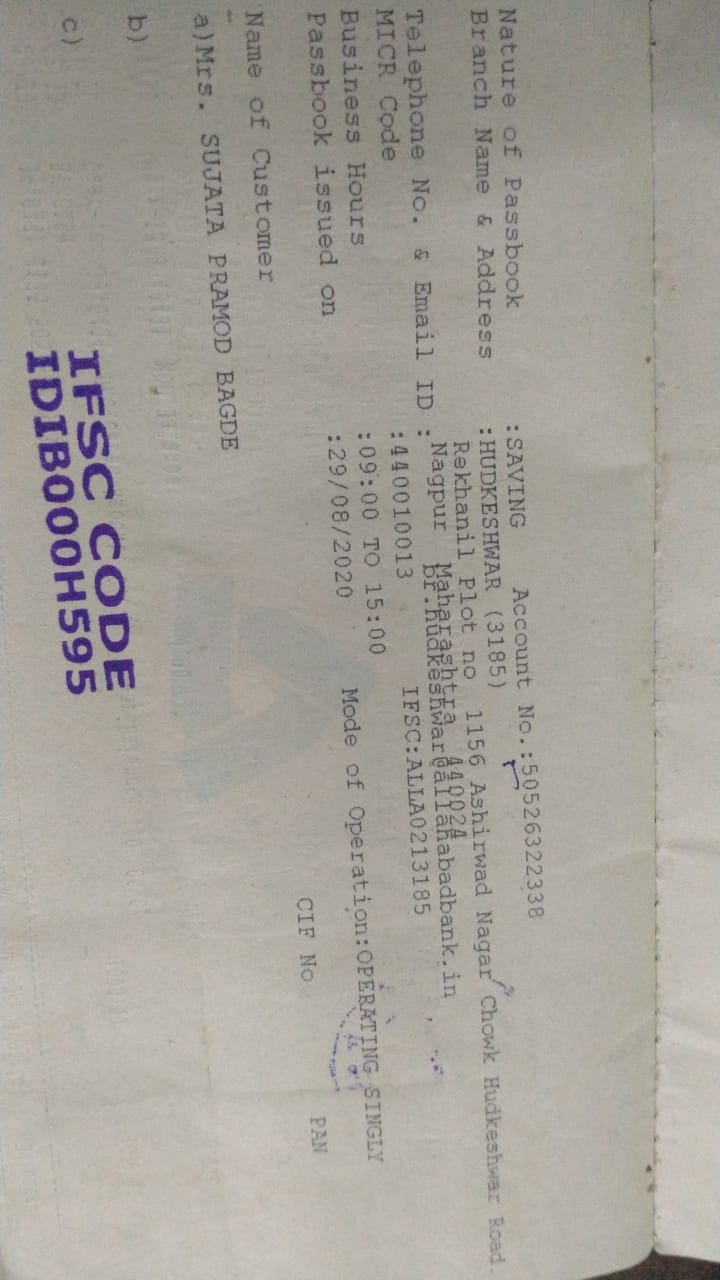 Nature of Passbook :SAVING Account No.:50526322338
Branch Name & Address :HUDKESHWAR (3185)
Rekhanil Plot no 1156 Ashirwad Nagar Chowk Hudkeshwar Road.
Nagpur Maharashtra 440024
Telephone No. & Email ID : br.hudkeshwar@allahabadbank.in
MICR Code :440010013 IFSC:ALLA0213185
Business Hours :09:00 TO 15:00
Passbook issued on :29/08/2020 Mode of Operation:OPERATING SINGLY
Name of Customer CIF No PAN
a)Mrs. SUJATA PRAMOD BAGDE
b)
c)
IFSC CODE
IDIB000H595